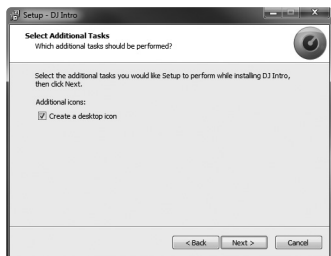 Setup - DJ Intro
Select Additional Tasks
Which additional tasks should be performed?
Select the additional tasks you would like Setup to perform while installing DJ Intro,
then click Next.
Additional icons:
Create a desktop icon
< Back Next > Cancel